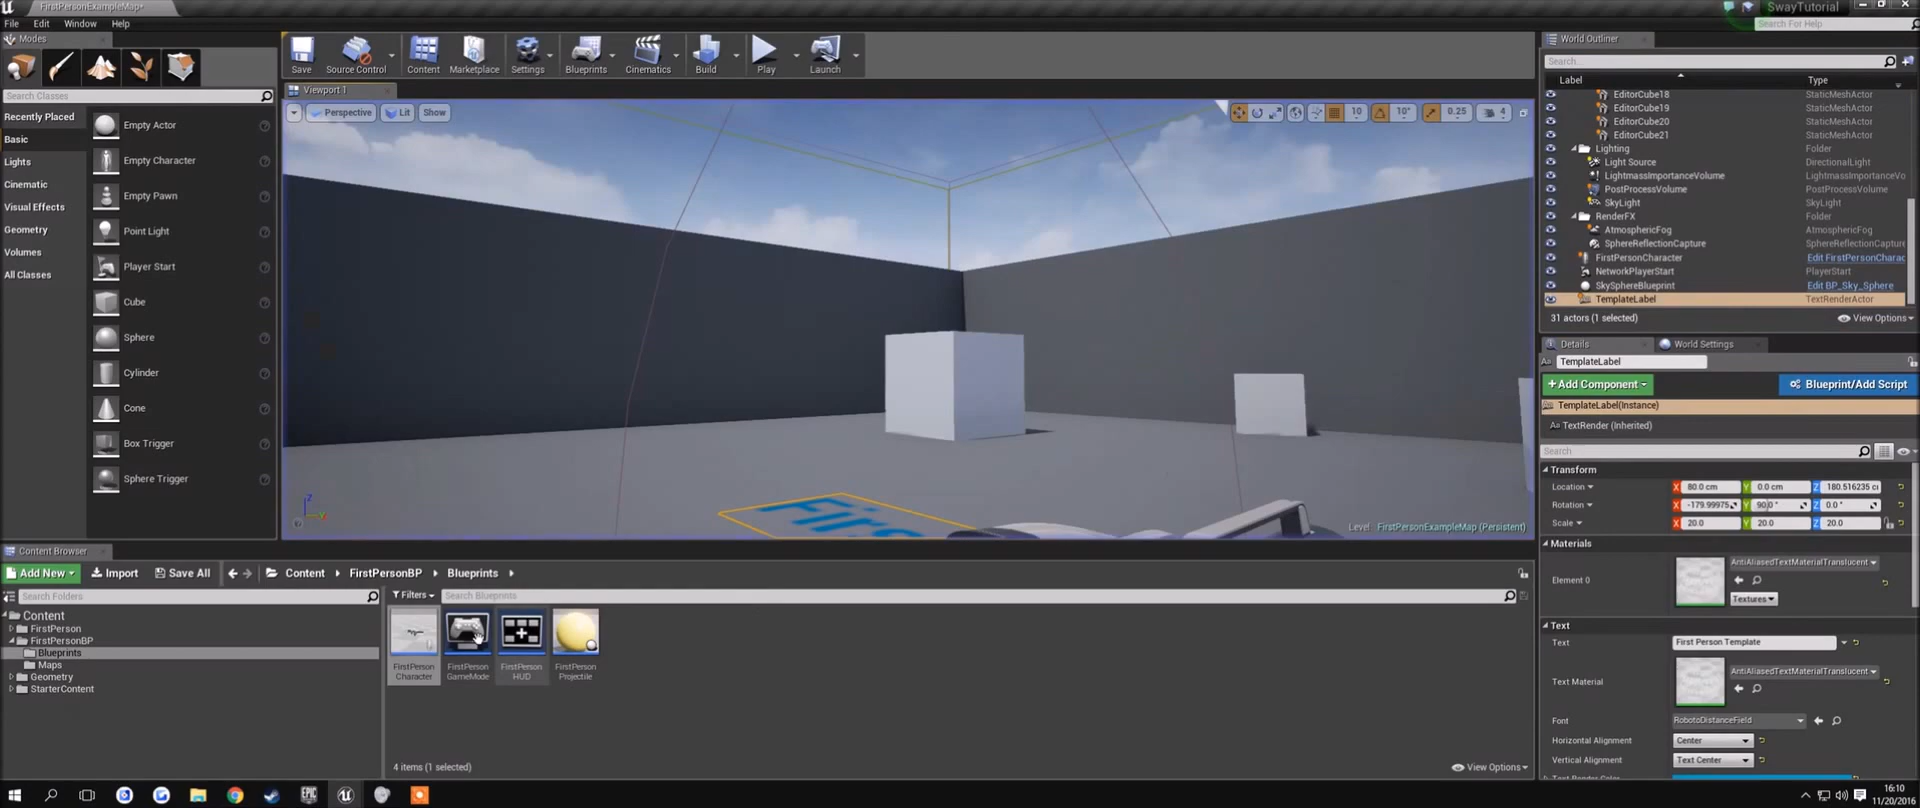 FirstPersonExampleMap*
SwayTutorial
File Edit Window Help
Search For Help
Modes
Search Classes
Recently Placed
Basic
Lights
Cinematic
Visual Effects
Geometry
Volumes
All Classes
Empty Actor
Empty Character
Empty Pawn
Point Light
Player Start
Cube
Sphere
Cylinder
Cone
Box Trigger
Sphere Trigger
Save Source Control Content Marketplace Settings Blueprints Cinematics Build Play Launch
Viewport 1
Perspective Lit Show
10 10° 0.25 4
Z
Y
Firs
Level: FirstPersonExampleMap (Persistent)
World Outliner
Search...
Label Type
EditorCube18 StaticMeshActor
EditorCube19 StaticMeshActor
EditorCube20 StaticMeshActor
EditorCube21 StaticMeshActor
Lighting Folder
Light Source DirectionalLight
LightmassImportanceVolume LightmassImportanceVo
PostProcessVolume PostProcessVolume
SkyLight SkyLight
RenderFX Folder
AtmosphericFog AtmosphericFog
SphereReflectionCapture SphereReflectionCapture
FirstPersonCharacter Edit FirstPersonCharac
NetworkPlayerStart PlayerStart
SkySphereBlueprint Edit BP_Sky_Sphere
TemplateLabel TextRenderActor
31 actors (1 selected) View Options
Details World Settings
TemplateLabel
+Add Component Blueprint/Add Script
TemplateLabel(Instance)
TextRender (Inherited)
Search
Transform
Location X 80.0 cm Y 0.0 cm Z 180.516235 c
Rotation X -179.99975 Y 90.0 ° Z 0.0 °
Scale X 20.0 Y 20.0 Z 20.0
Materials
Element 0
AntiAliasedTextMaterialTranslucent
Textures
Text
Text First Person Template
Text Material
AntiAliasedTextMaterialTranslucent
Font RobotoDistanceField
Horizontal Alignment Center
Vertical Alignment Text Center
Text Render Color
Content Browser
Add New Import Save All Content FirstPersonBP Blueprints
Search Folders
Filters Search Blueprints
Content
FirstPerson
FirstPersonBP
Blueprints
Maps
Geometry
StarterContent
FirstPerson
Character
FirstPerson
GameMode
FirstPerson
HUD
FirstPerson
Projectile
4 items (1 selected) View Options
EPIC
16:10
11/20/2016